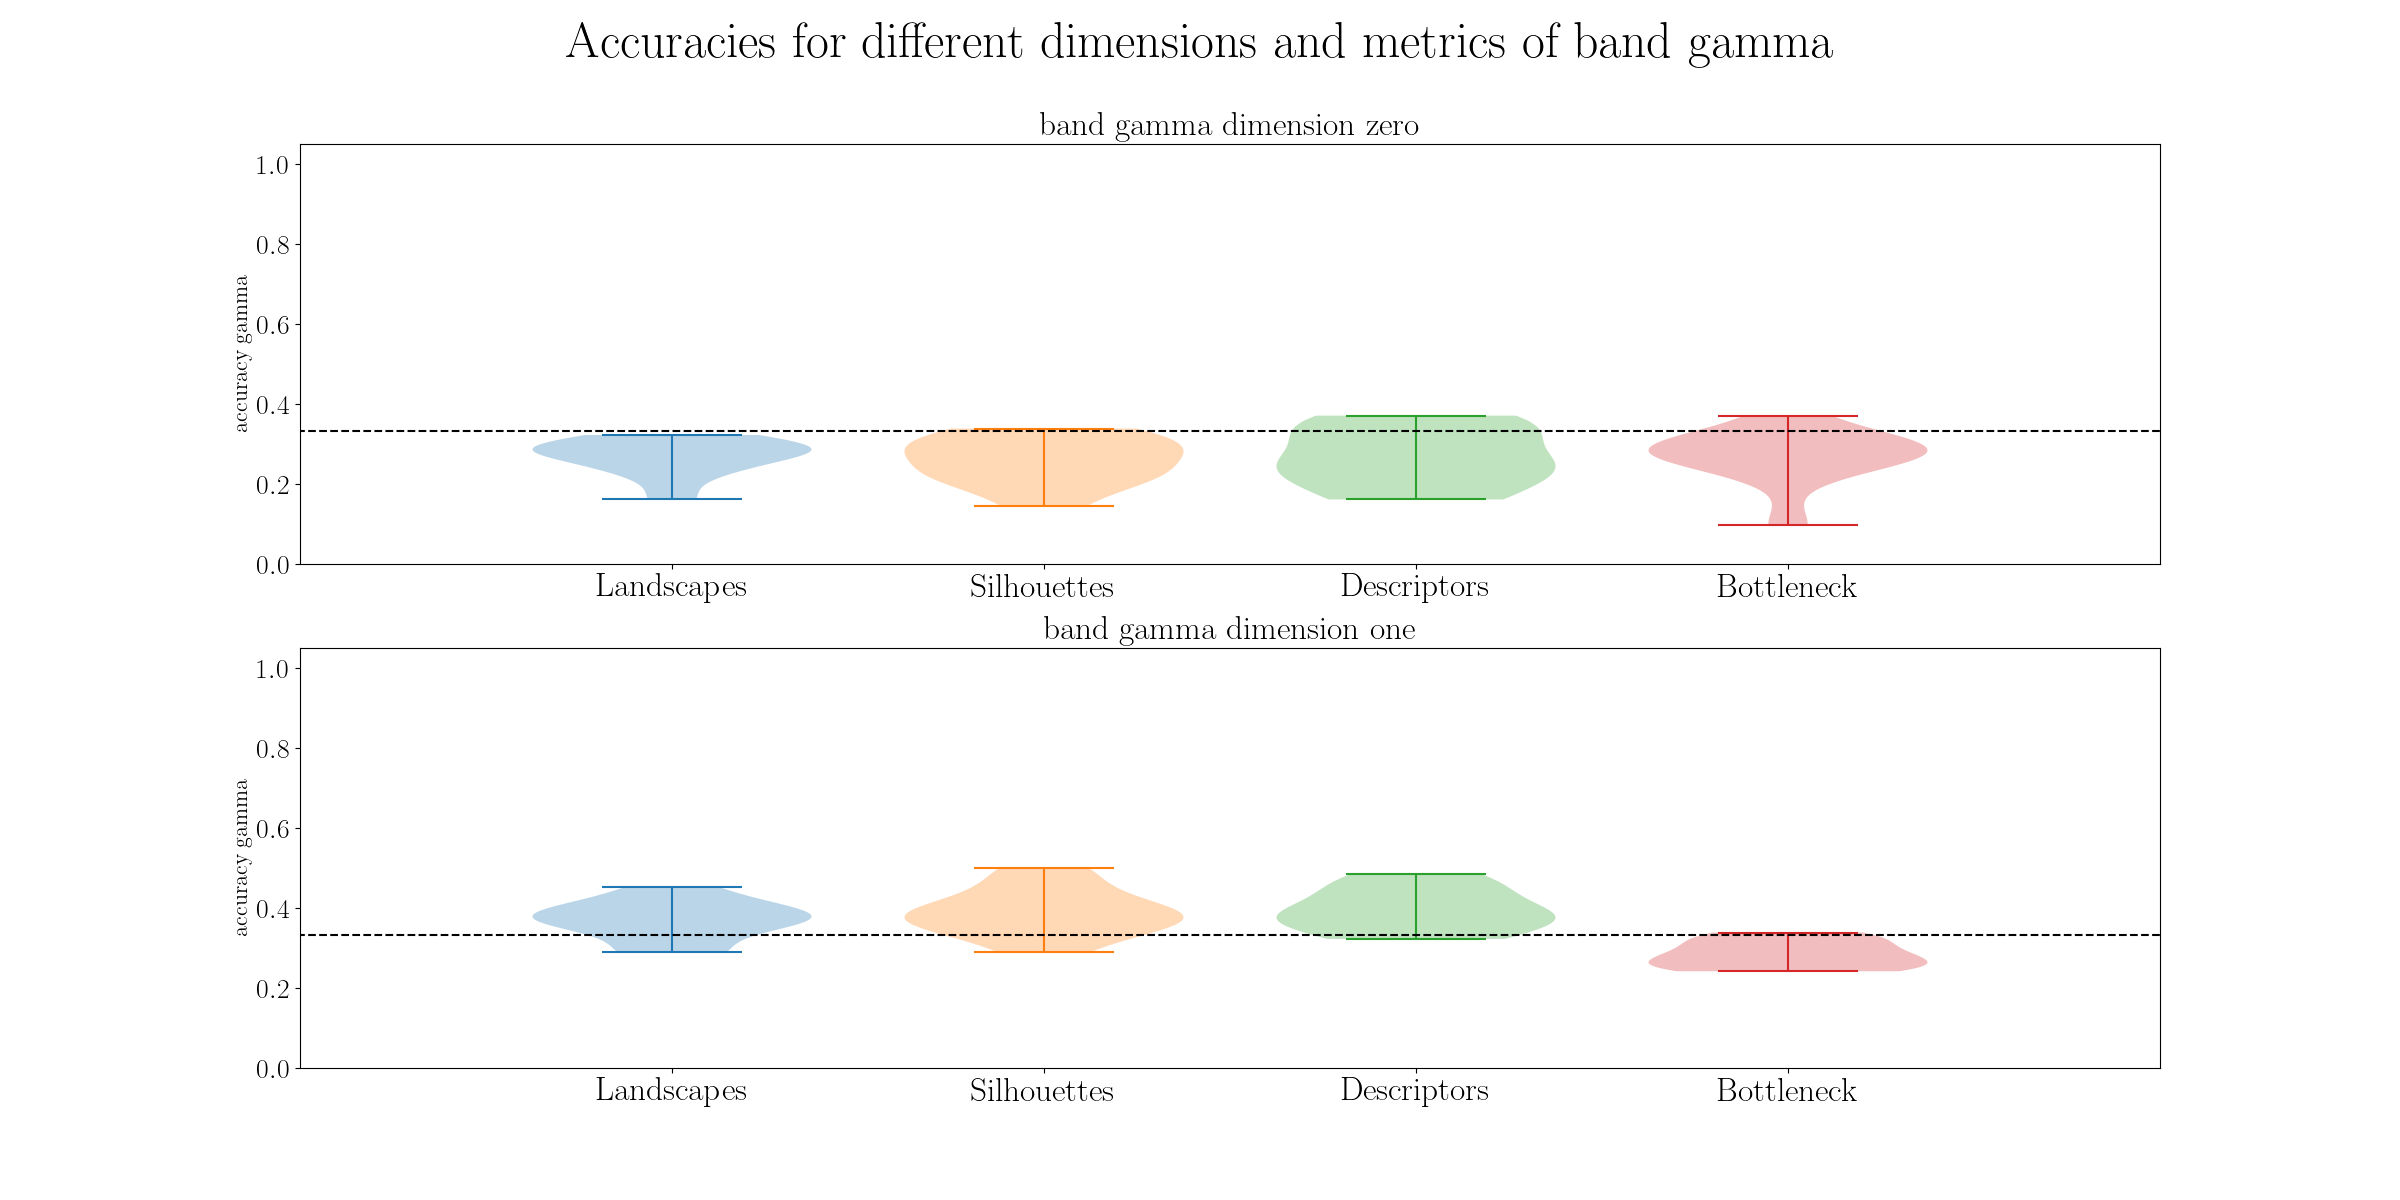 Accuracies for different dimensions and metrics of band gamma
band gamma dimension zero
accuracy gamma
1.0
0.8
0.6
0.4
0.2
0.0
Landscapes Silhouettes Descriptors Bottleneck
band gamma dimension one
accuracy gamma
1.0
0.8
0.6
0.4
0.2
0.0
Landscapes Silhouettes Descriptors Bottleneck